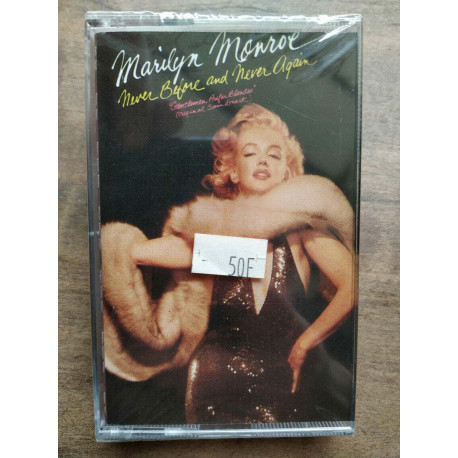 Marilyn Monroe
Never Before and Never Again
"Gentlemen Prefer Blondes"
Original Soundtrack
50F